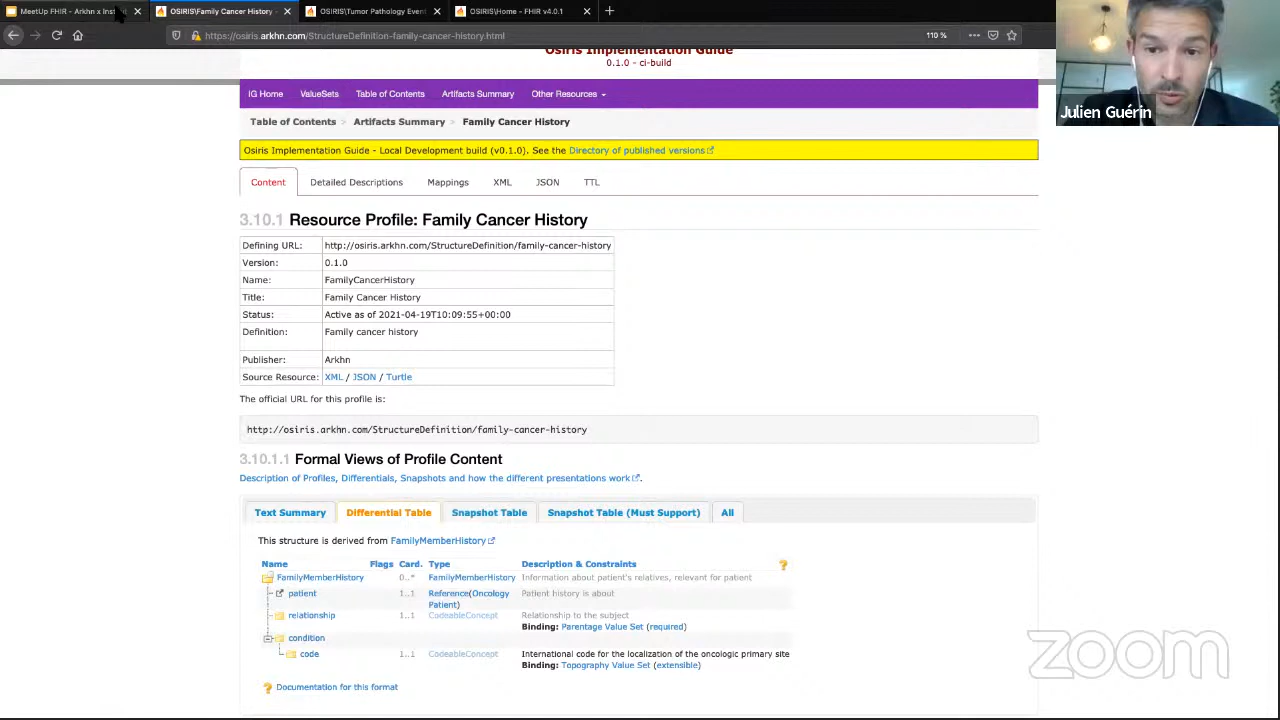 MeetUp FHIR - Arkhn x Inst
OSIRIS\Family Cancer History -
OSIRIS\Tumor Pathology Event
OSIRIS\Home - FHIR v4.0.1
https://osiris.arkhn.com/StructureDefinition-family-cancer-history.html
110 %
Julien Guérin
Osiris Implementation Guide
0.1.0 - ci-build
IG Home ValueSets Table of Contents Artifacts Summary Other Resources
Table of Contents > Artifacts Summary > Family Cancer History
Osiris Implementation Guide - Local Development build (v0.1.0). See the Directory of published versions
Content Detailed Descriptions Mappings XML JSON TTL
3.10.1 Resource Profile: Family Cancer History
Defining URL: http://osiris.arkhn.com/StructureDefinition/family-cancer-history
Version: 0.1.0
Name: FamilyCancerHistory
Title: Family Cancer History
Status: Active as of 2021-04-19T10:09:55+00:00
Definition: Family cancer history
Publisher: Arkhn
Source Resource: XML / JSON / Turtle
The official URL for this profile is:
http://osiris.arkhn.com/StructureDefinition/family-cancer-history
3.10.1.1 Formal Views of Profile Content
Description of Profiles, Differentials, Snapshots and how the different presentations work.
Text Summary Differential Table Snapshot Table Snapshot Table (Must Support) All
This structure is derived from FamilyMemberHistory
Name Flags Card. Type Description & Constraints
FamilyMemberHistory 0..* FamilyMemberHistory Information about patient's relatives, relevant for patient
patient 1..1 Reference(Oncology Patient history is about
Patient)
relationship 1..1 CodeableConcept Relationship to the subject
Binding: Parentage Value Set (required)
condition
code 1..1 CodeableConcept International code for the localization of the oncologic primary site
Binding: Topography Value Set (extensible)
Documentation for this format
zoom